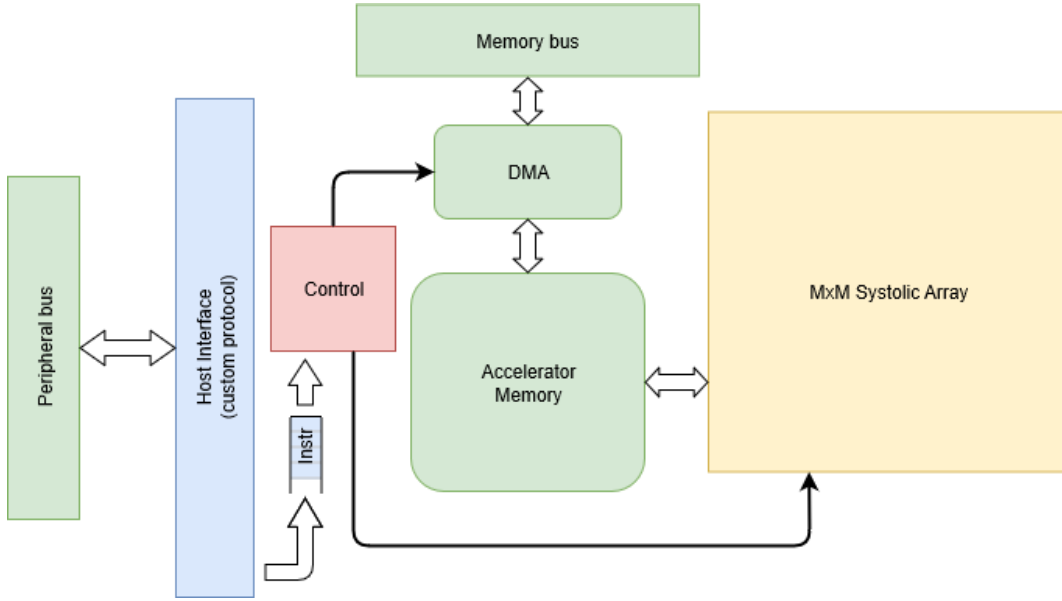 Memory bus
DMA
Peripheral bus
Host Interface
(custom protocol)
Control
Instr
Accelerator
Memory
MxM Systolic Array